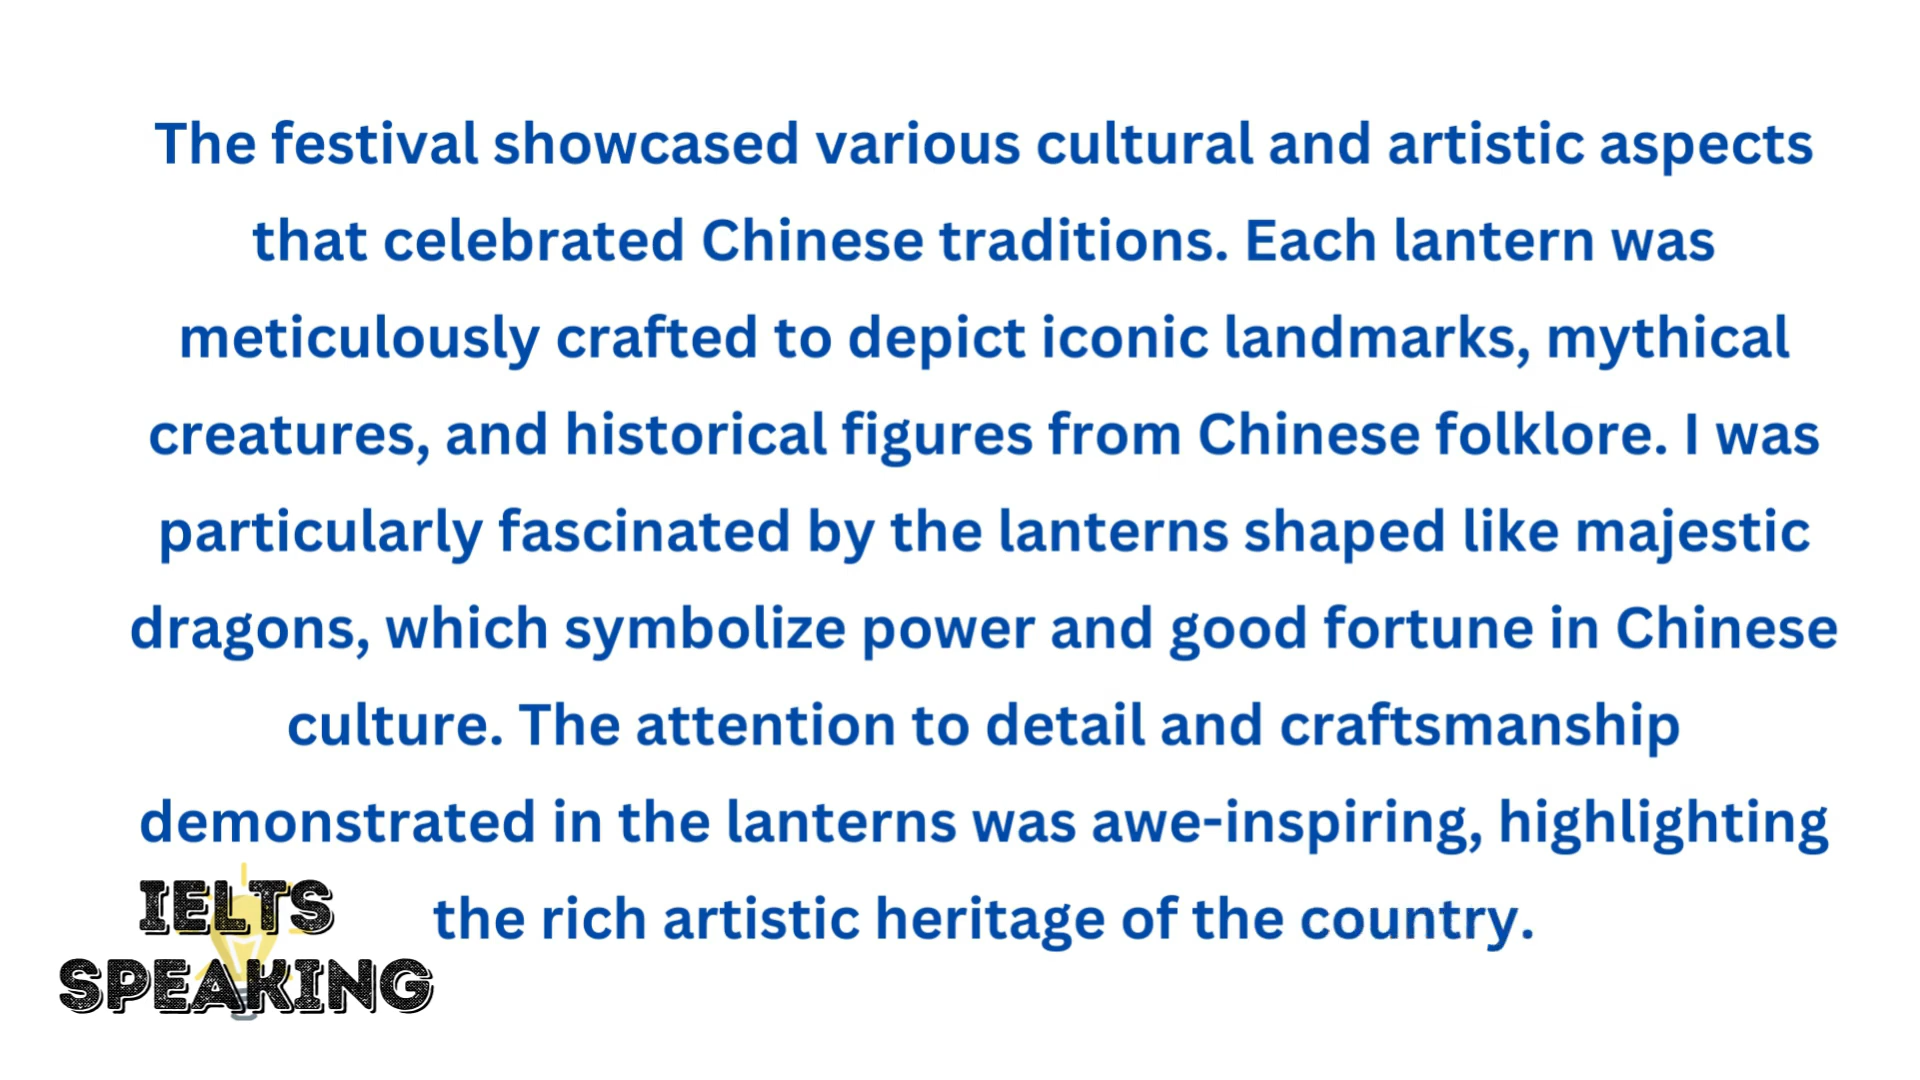 The festival showcased various cultural and artistic aspects
that celebrated Chinese traditions. Each lantern was
meticulously crafted to depict iconic landmarks, mythical
creatures, and historical figures from Chinese folklore. I was
particularly fascinated by the lanterns shaped like majestic
dragons, which symbolize power and good fortune in Chinese
culture. The attention to detail and craftsmanship
demonstrated in the lanterns was awe-inspiring, highlighting
the rich artistic heritage of the country.
IELTS
SPEAKING